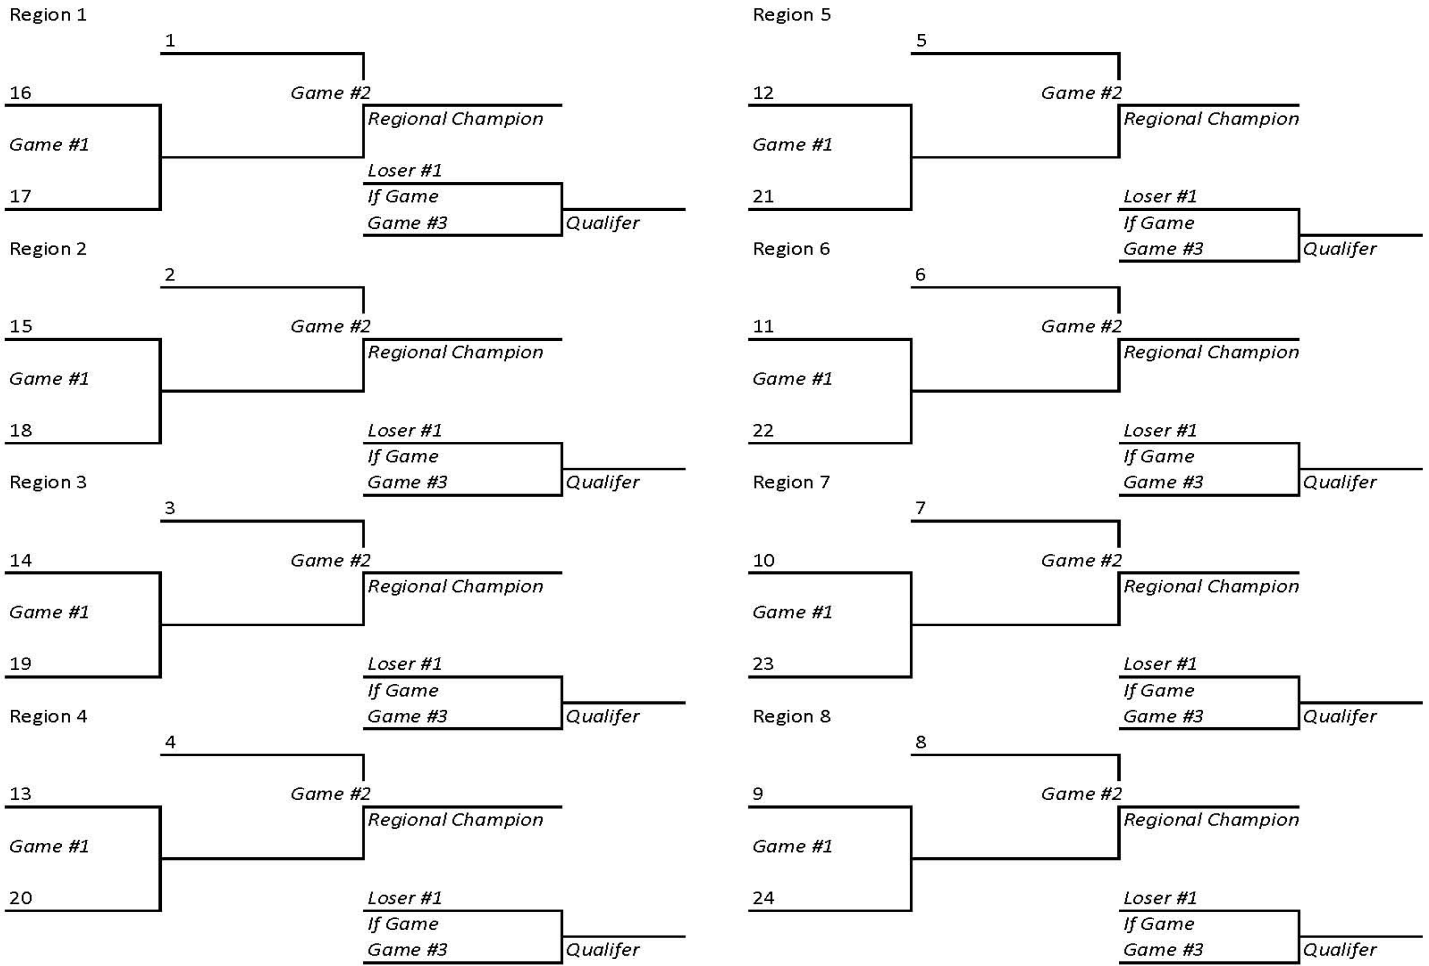 Region 1
1
16
Game #2
Regional Champion
Game #1
Loser #1
17
If Game
Game #3
Qualifer
Region 2
2
15
Game #2
Regional Champion
Game #1
18
Loser #1
If Game
Game #3
Qualifer
Region 3
3
14
Game #2
Regional Champion
Game #1
19
Loser #1
If Game
Game #3
Qualifer
Region 4
4
13
Game #2
Regional Champion
Game #1
20
Loser #1
If Game
Game #3
Qualifer
Region 5
5
12
Game #2
Regional Champion
Game #1
21
Loser #1
If Game
Game #3
Qualifer
Region 6
6
11
Game #2
Regional Champion
Game #1
22
Loser #1
If Game
Game #3
Qualifer
Region 7
7
10
Game #2
Regional Champion
Game #1
23
Loser #1
If Game
Game #3
Qualifer
Region 8
8
9
Game #2
Regional Champion
Game #1
24
Loser #1
If Game
Game #3
Qualifer